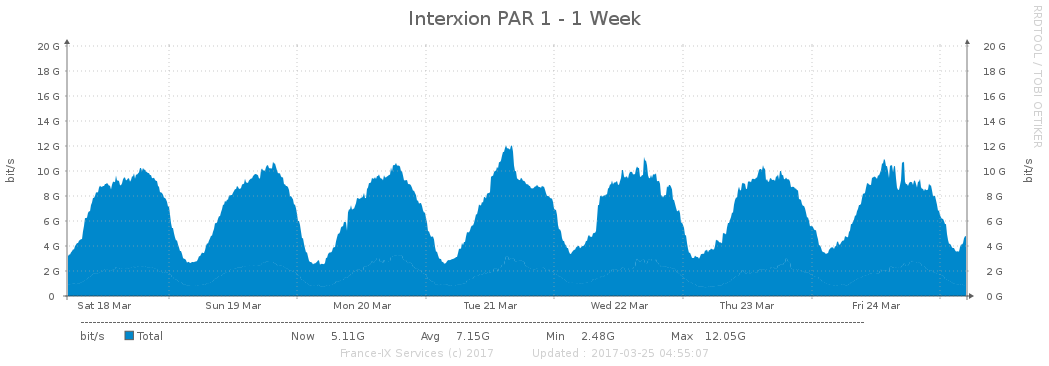 Interxion PAR 1 - 1 Week
RRDTOOL / TOBI OETIKER
bit/s
20 G 20 G
18 G 18 G
16 G 16 G
14 G 14 G
12 G 12 G
10 G 10 G
8 G 8 G
6 G 6 G
4 G 4 G
2 G 2 G
0 0 G
bit/s
Sat 18 Mar Sun 19 Mar Mon 20 Mar Tue 21 Mar Wed 22 Mar Thu 23 Mar Fri 24 Mar
bit/s Total Now 5.11G Avg 7.15G Min 2.48G Max 12.05G
France-IX Services (c) 2017 Updated : 2017-03-25 04:55:07